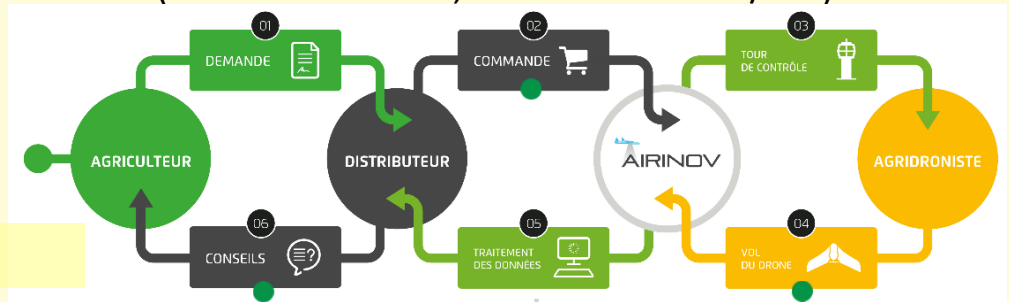 01
DEMANDE
02
COMMANDE
03
TOUR
DE CONTRÔLE
AGRICULTEUR
DISTRIBUTEUR
AIRINOV
AGRIDRONISTE
06
CONSEILS
05
TRAITEMENT
DES DONNÉES
04
VOL
DU DRONE